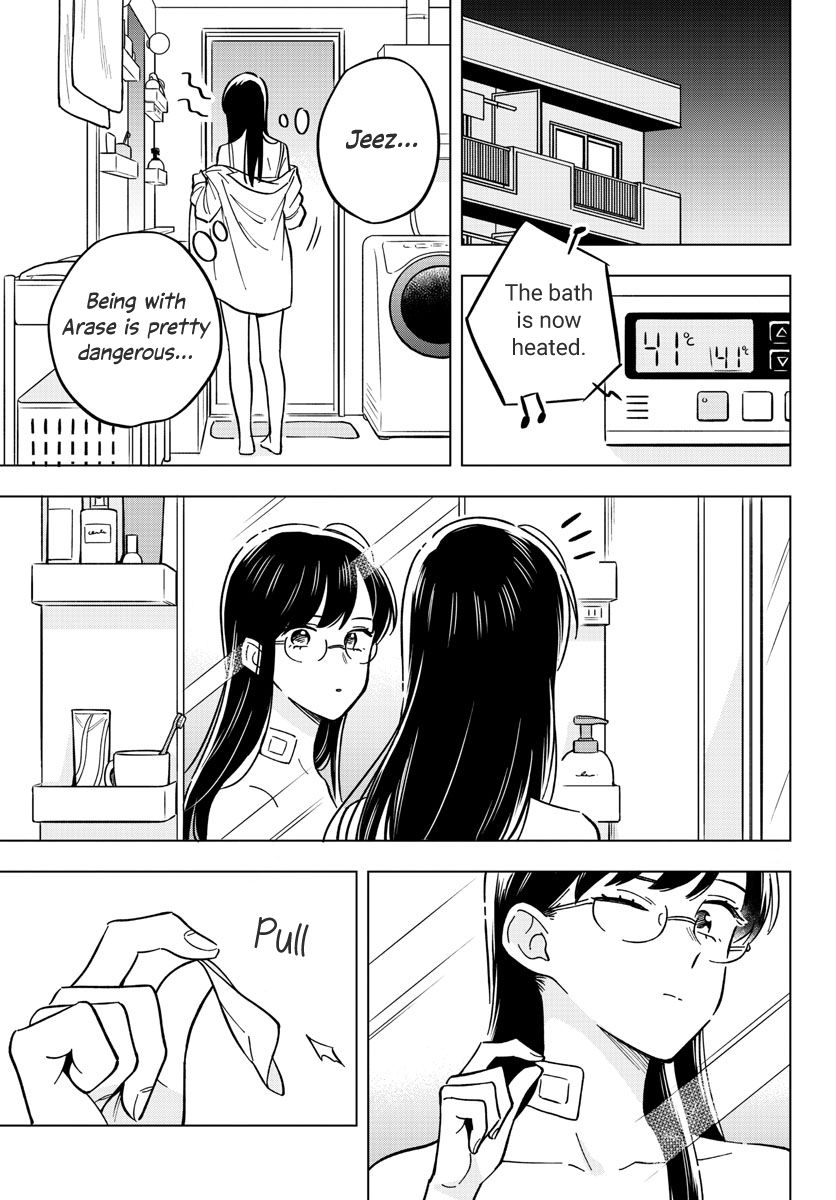 Jeez...
Being with
Arase is pretty
dangerous...
The bath
is now
heated.
41°C
41°C
Pull